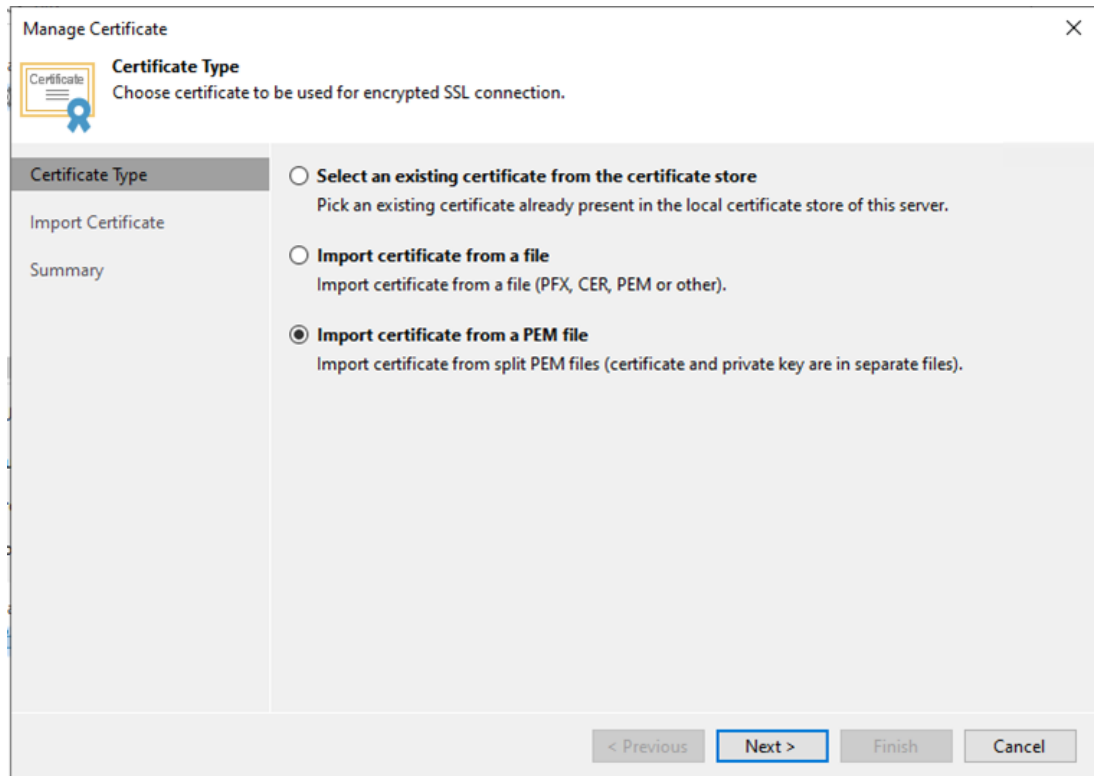 Manage Certificate
Certificate
Certificate Type
Choose certificate to be used for encrypted SSL connection.
Certificate Type
Import Certificate
Summary
Select an existing certificate from the certificate store
Pick an existing certificate already present in the local certificate store of this server.
Import certificate from a file
Import certificate from a file (PFX, CER, PEM or other).
Import certificate from a PEM file
Import certificate from split PEM files (certificate and private key are in separate files).
< Previous
Next >
Finish
Cancel